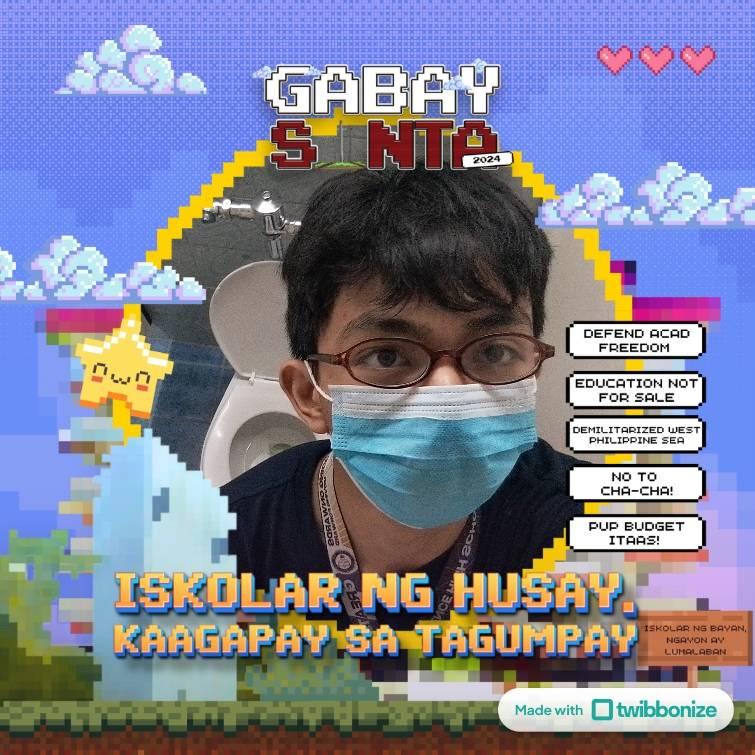 GABAY
S NTA
2024
DEFEND ACAD
FREEDOM
EDUCATION NOT
FOR SALE
DEMILITARIZED WEST
PHILIPPINE SEA
NO TO
CHA-CHA!
PUP BUDGET
ITAAS!
ISKOLAR NG HUSAY.
KAAGAPAY SA TAGUMPAY
ISKOLAR NG BAYAN,
NGAYON AY
LUMALABAN
Made with twibbonize